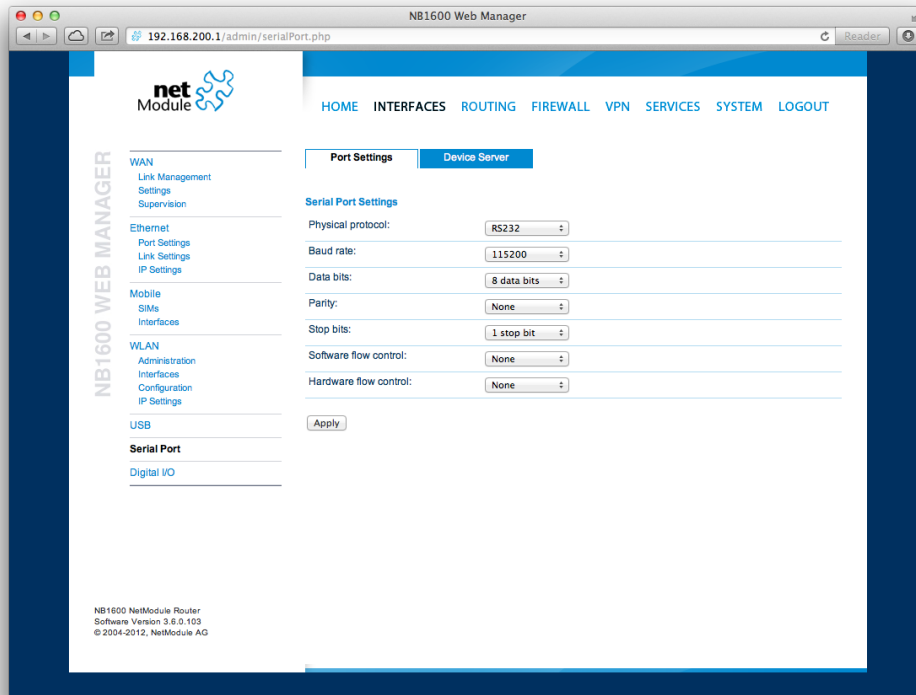 NB1600 Web Manager
192.168.200.1/admin/serialPort.php
Reader
net
Module
HOME INTERFACES ROUTING FIREWALL VPN SERVICES SYSTEM LOGOUT
NB1600 WEB MANAGER
WAN
Link Management
Settings
Supervision
Ethernet
Port Settings
Link Settings
IP Settings
Mobile
SIMs
Interfaces
WLAN
Administration
Interfaces
Configuration
IP Settings
USB
Serial Port
Digital I/O
Port Settings Device Server
Serial Port Settings
Physical protocol: RS232
Baud rate: 115200
Data bits: 8 data bits
Parity: None
Stop bits: 1 stop bit
Software flow control: None
Hardware flow control: None
Apply
NB1600 NetModule Router
Software Version 3.6.0.103
© 2004-2012, NetModule AG